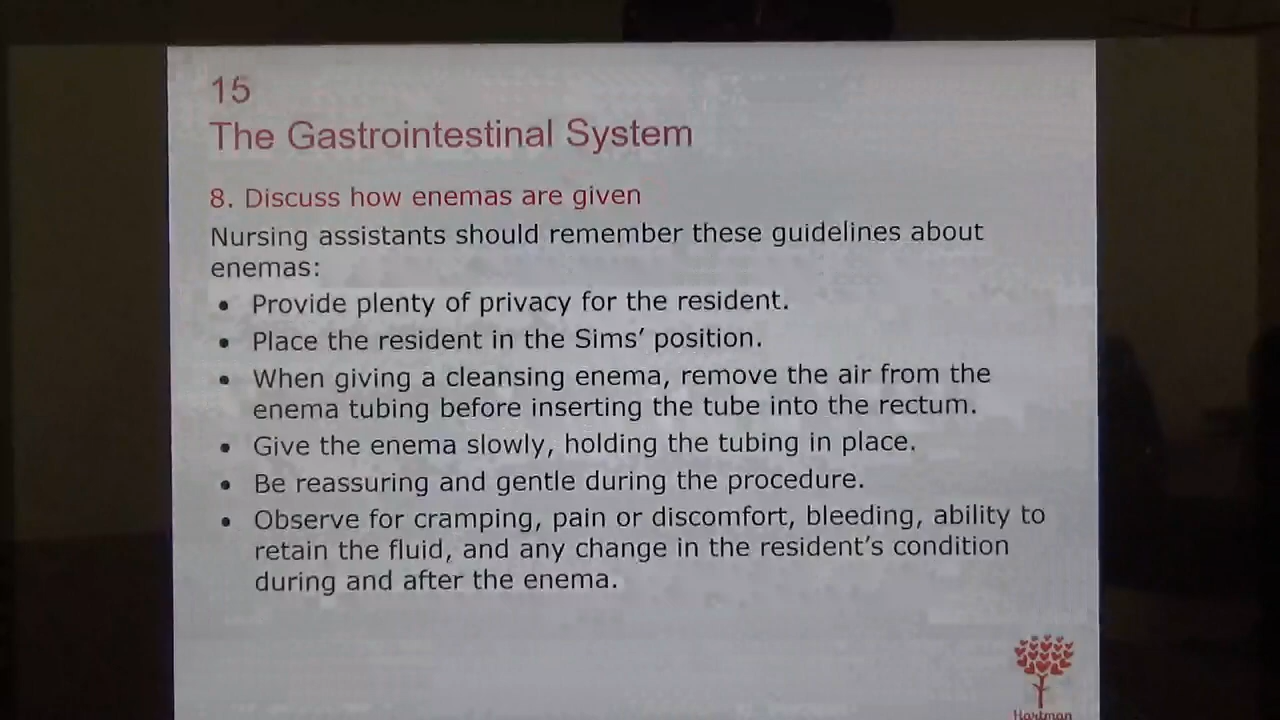 15
The Gastrointestinal System
8. Discuss how enemas are given
Nursing assistants should remember these guidelines about
enemas:
• Provide plenty of privacy for the resident.
• Place the resident in the Sims’ position.
• When giving a cleansing enema, remove the air from the
enema tubing before inserting the tube into the rectum.
• Give the enema slowly, holding the tubing in place.
• Be reassuring and gentle during the procedure.
• Observe for cramping, pain or discomfort, bleeding, ability to
retain the fluid, and any change in the resident’s condition
during and after the enema.
Hartman